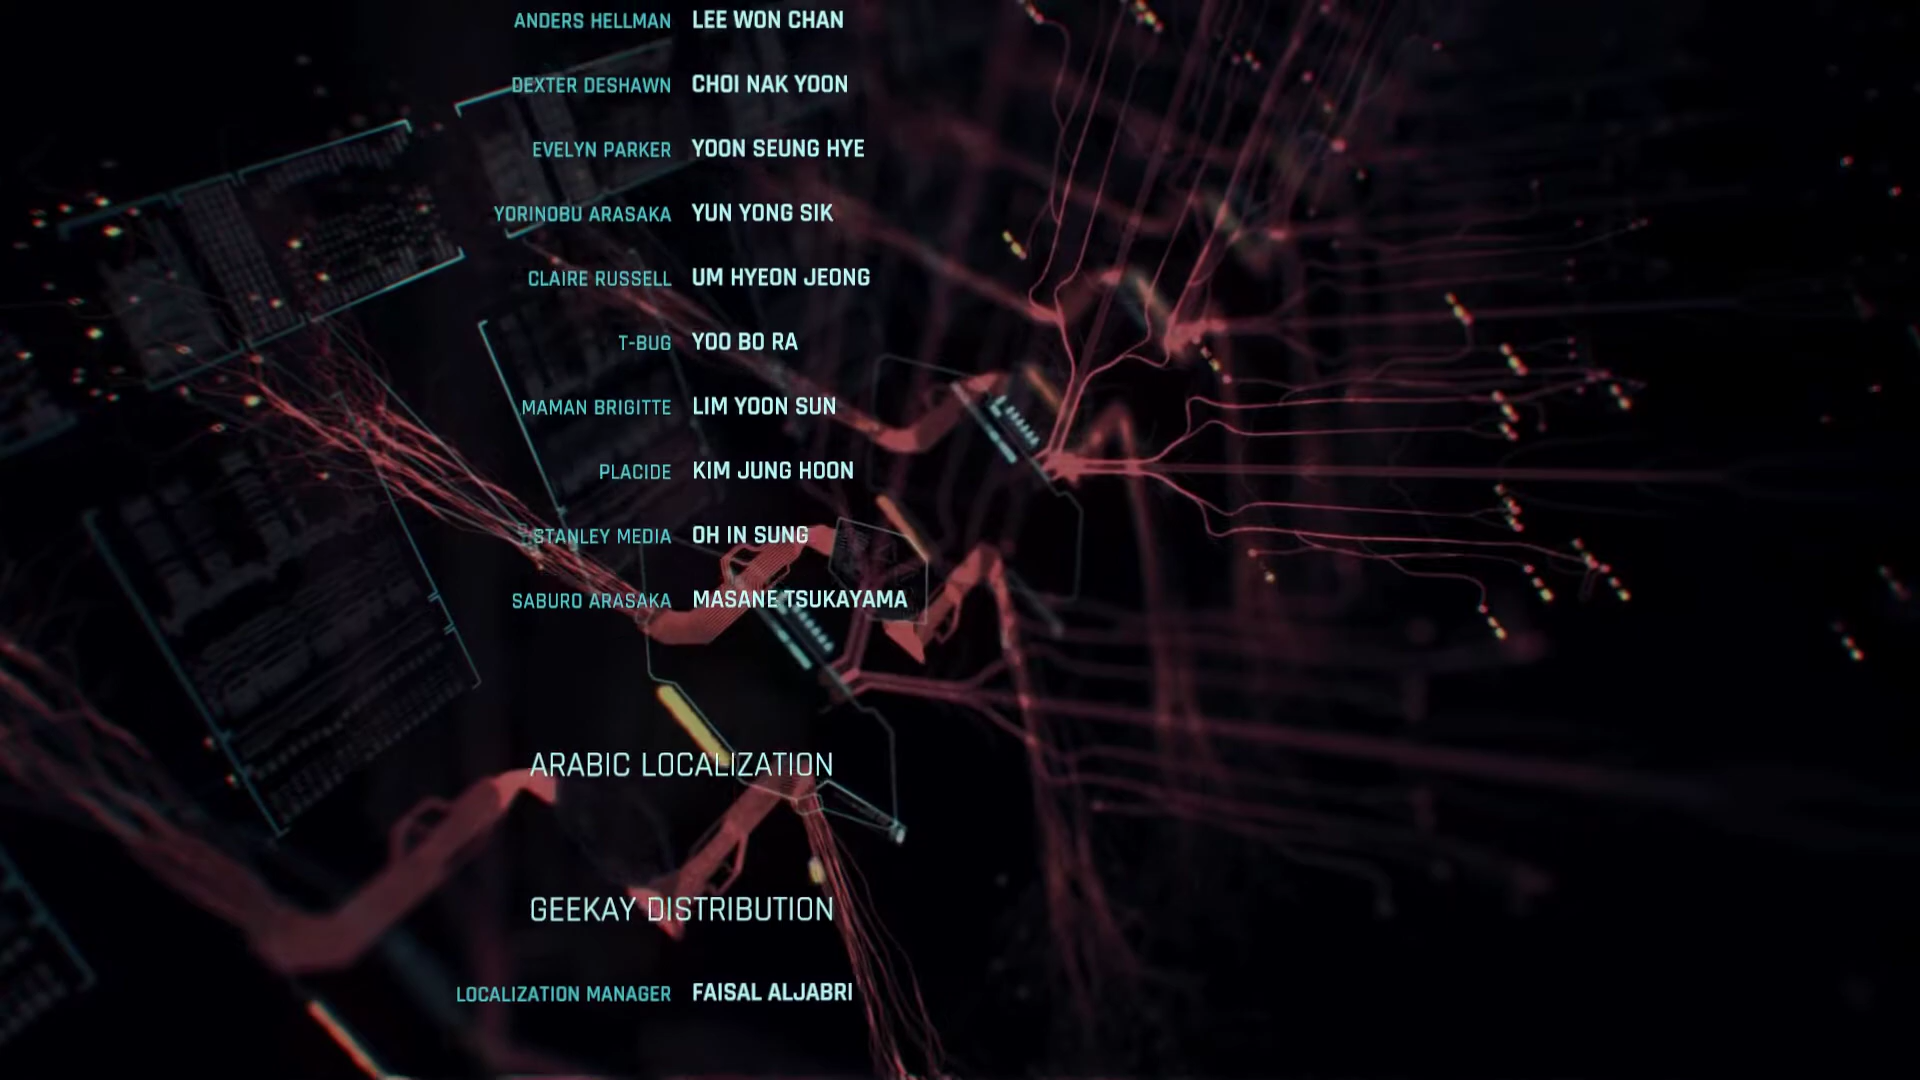 ANDERS HELLMAN LEE WON CHAN
DEXTER DESHAWN CHOI NAK YOON
EVELYN PARKER YOON SEUNG HYE
YORINOBU ARASAKA YUN YONG SIK
CLAIRE RUSSELL UM HYEON JEONG
T-BUG YOO BO RA
MAMAN BRIGITTE LIM YOON SUN
PLACIDE KIM JUNG HOON
STANLEY MEDIA OH IN SUNG
SABURO ARASAKA MASANE TSUKAYAMA
ARABIC LOCALIZATION
GEEKAY DISTRIBUTION
LOCALIZATION MANAGER FAISAL ALJABRI